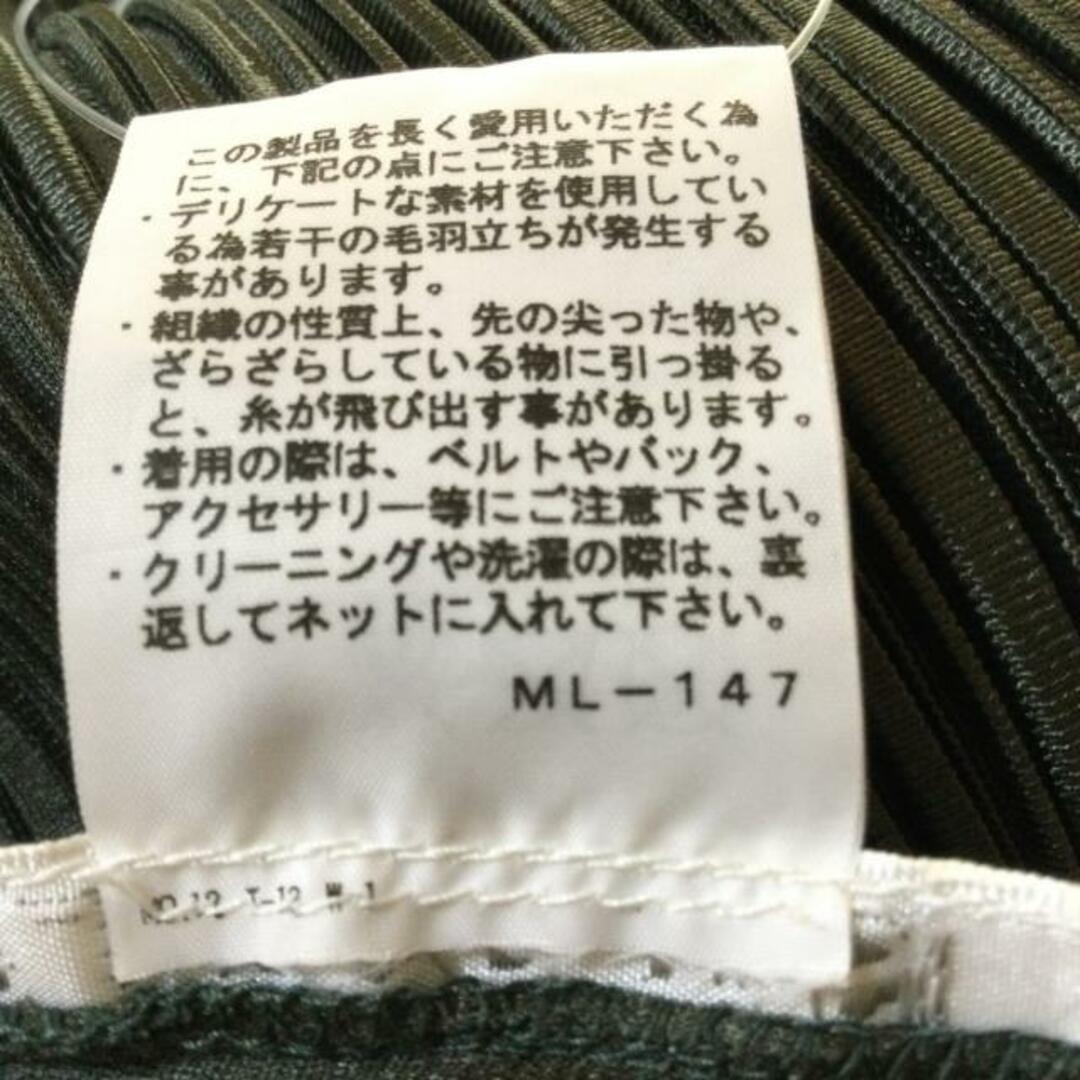 この製品を長く愛用いただく為
に、下記の点にご注意下さい。
・デリケートな素材を使用してい
る為若干の毛羽立ちが発生する
事があります。
・組織の性質上、先の尖った物や、
ざらざらしている物に引っ掛る
と、糸が飛び出す事があります。
・着用の際は、ベルトやバック、
アクセサリー等にご注意下さい。
・クリーニングや洗濯の際は、裏
返してネットに入れて下さい。
ML-147
NO.12 T-12 W 1